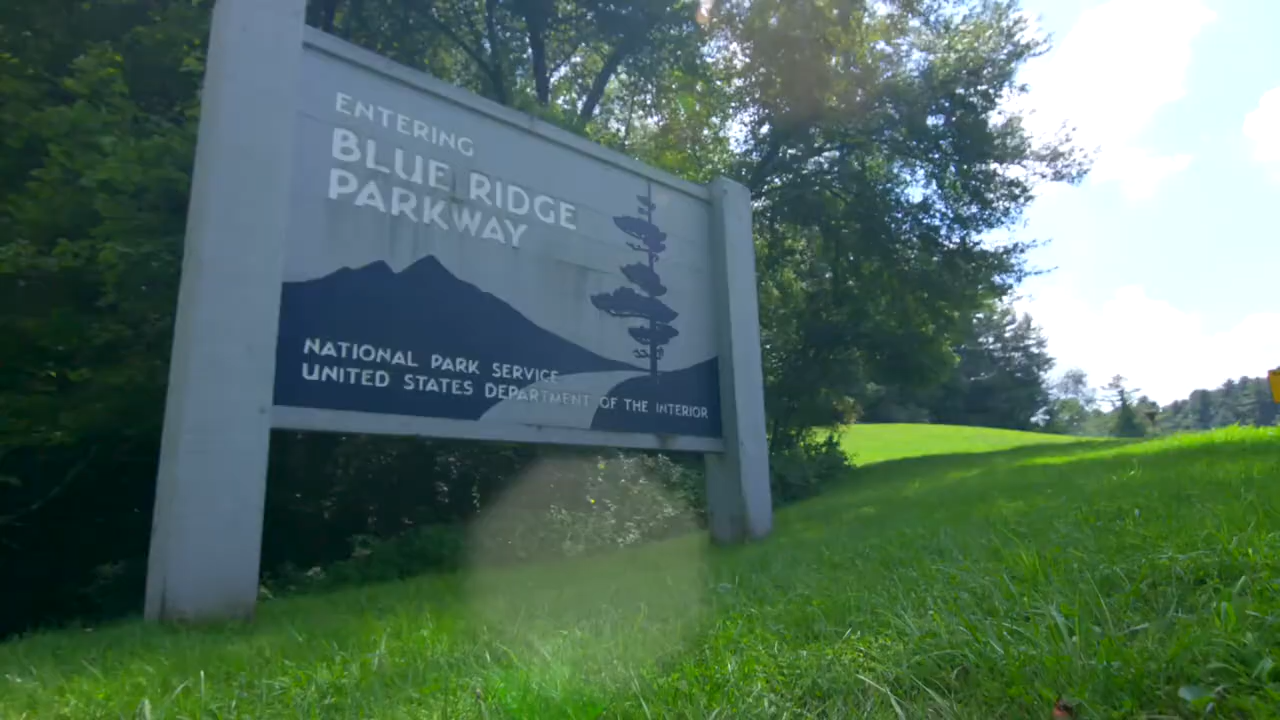 ENTERING
BLUE RIDGE
PARKWAY
NATIONAL PARK SERVICE
UNITED STATES DEPARTMENT OF THE INTERIOR